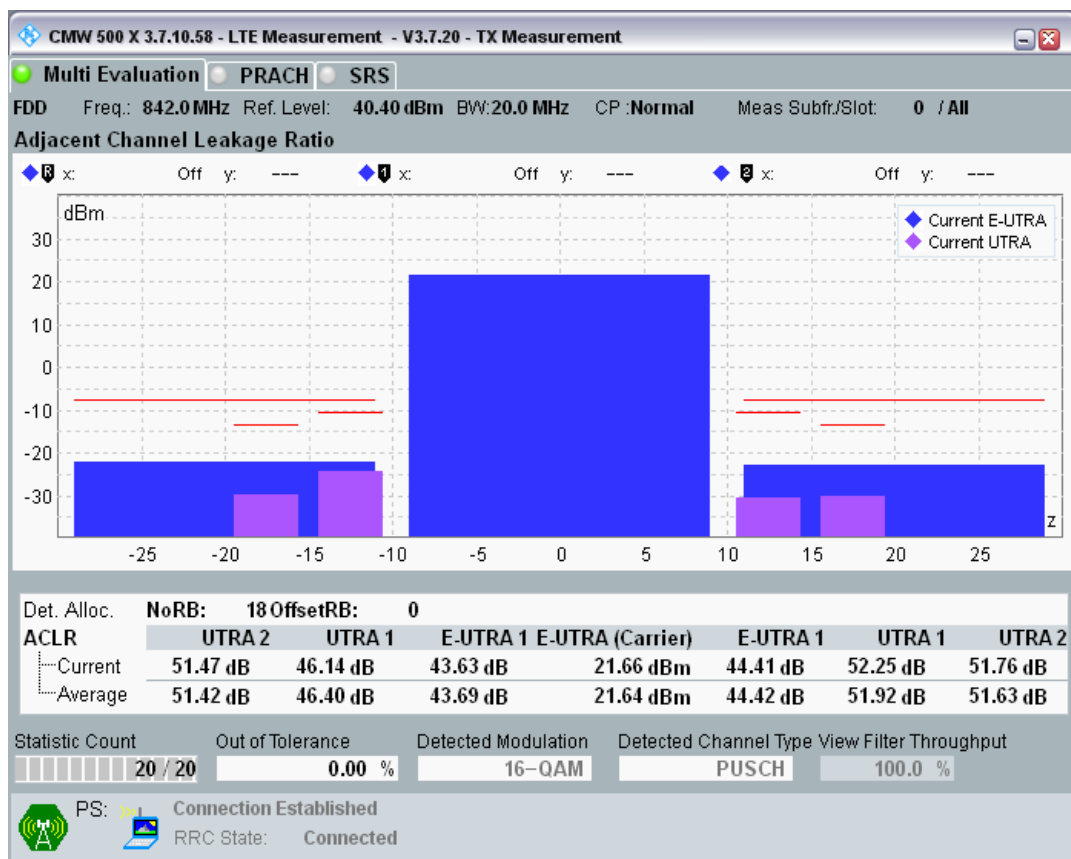 CMW 500 X 3.7.10.58 - LTE Measurement - V3.7.20 - TX Measurement
Multi Evaluation PRACH SRS
FDD Freq.: 842.0 MHz Ref. Level: 40.40 dBm BW:20.0 MHz CP :Normal Meas Subfr./Slot: 0 / All
Adjacent Channel Leakage Ratio
R x: Off y: --- 1 x: Off y: --- 2 x: Off y: ---
dBm
Current E-UTRA
Current UTRA
30
20
10
0
-10
-20
-30
z
-25 -20 -15 -10 -5 0 5 10 15 20 25
Det. Alloc. NoRB: 18 OffsetRB: 0
ACLR UTRA 2 UTRA 1 E-UTRA 1 E-UTRA (Carrier) E-UTRA 1 UTRA 1 UTRA 2
Current 51.47 dB 46.14 dB 43.63 dB 21.66 dBm 44.41 dB 52.25 dB 51.76 dB
Average 51.42 dB 46.40 dB 43.69 dB 21.64 dBm 44.42 dB 51.92 dB 51.63 dB
Statistic Count Out of Tolerance Detected Modulation Detected Channel Type View Filter Throughput
20 / 20 0.00 % 16-QAM PUSCH 100.0 %
PS: Connection Established
RRC State: Connected